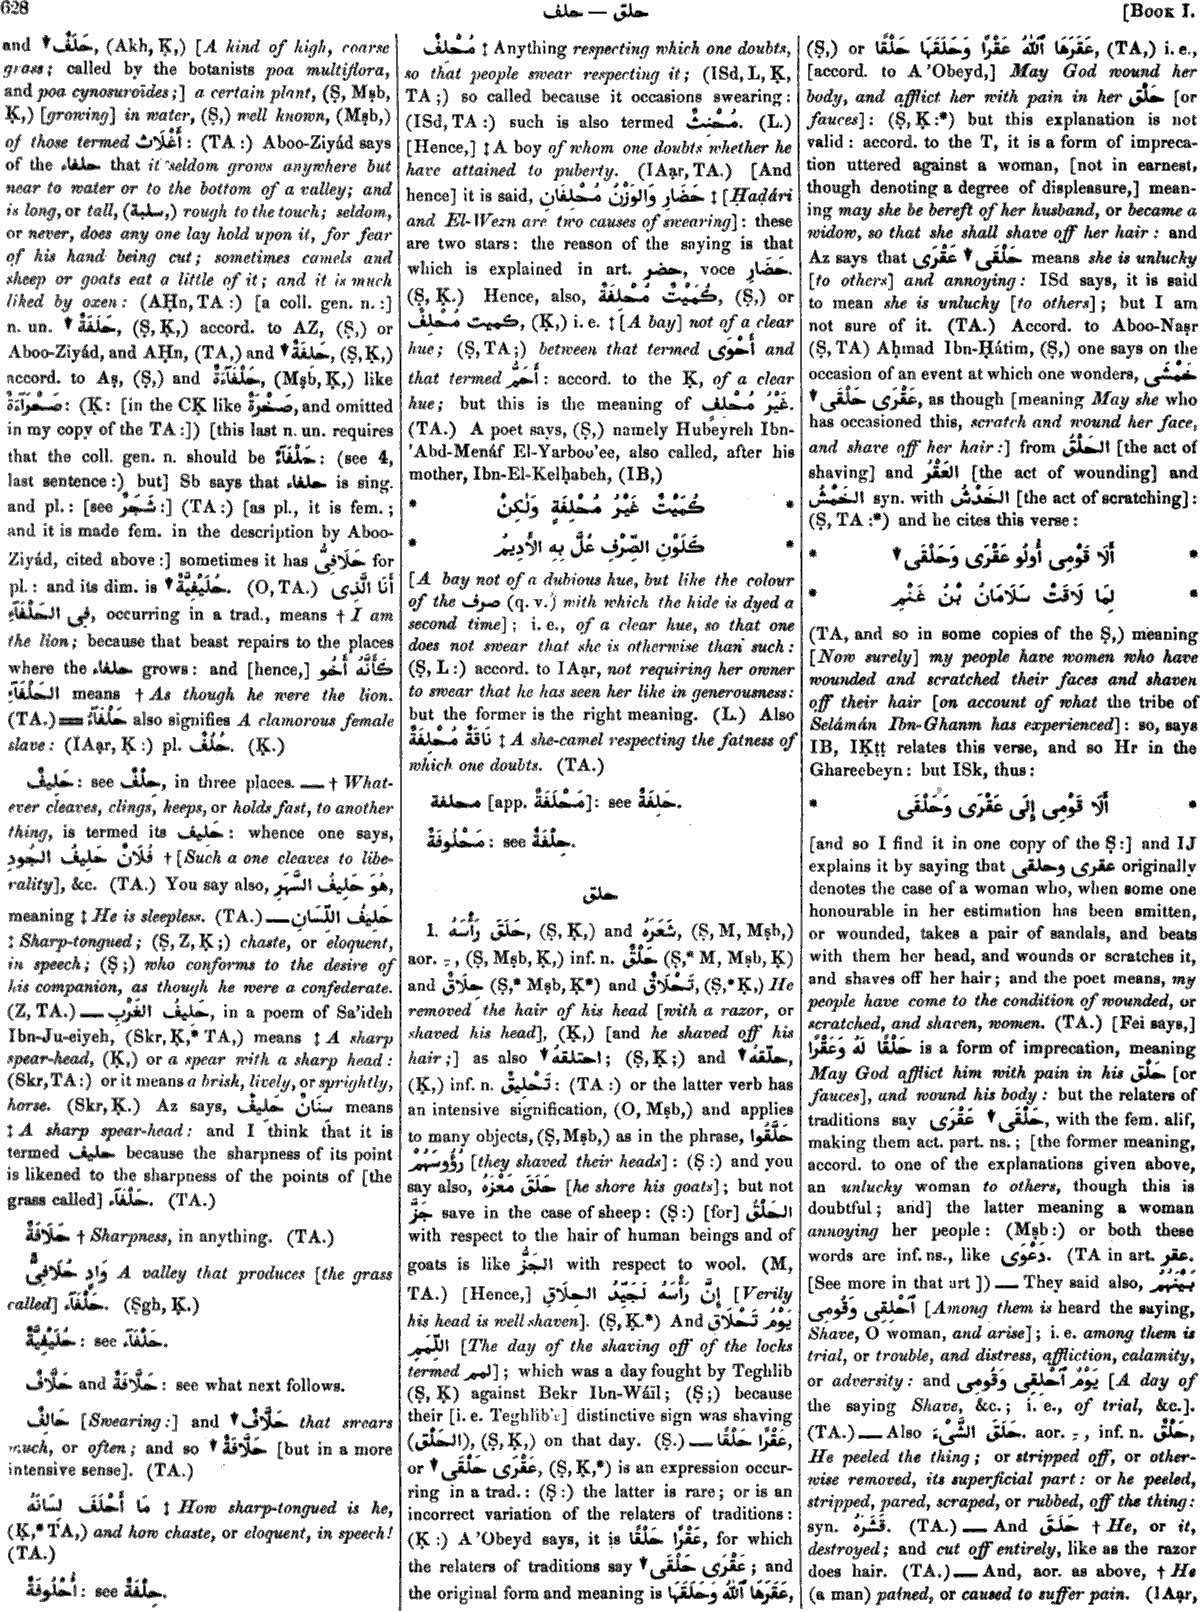 628
حلف — حلق
[BOOK I.
and ▼ حَلَفٌ, (Akh, Ḳ,) [A kind of high, coarse
grass; called by the botanists poa multiflora,
and poa cynosuroïdes;] a certain plant, (Ṣ, Mṣb,
Ḳ,) [growing] in water, (Ṣ,) well known, (Mṣb,)
of those termed أَغْلَاث: (TA:) Aboo-Ziyád says
of the حلفاء that it seldom grows anywhere but
near to water or to the bottom of a valley; and
is long, or tall, (سلبة,) rough to the touch; seldom,
or never, does any one lay hold upon it, for fear
of his hand being cut; sometimes camels and
sheep or goats eat a little of it; and it is much
liked by oxen: (AḤn, TA:) [a coll. gen. n.:]
n. un. ▼ حَلَفَةٌ, (Ṣ, Ḳ,) accord. to AZ, (Ṣ,) or
Aboo-Ziyád, and AḤn, (TA,) and ▼ حَلِفَةٌ, (Ṣ, Ḳ,)
accord. to Aṣ, (Ṣ,) and حَلْفَآءَةٌ, (Mṣb, Ḳ,) like
صَحْرَآءَةٌ: (Ḳ: [in the CḲ like صَخْرَةٌ, and omitted
in my copy of the TA:]) [this last n. un. requires
that the coll. gen. n. should be حَلْفَآءٌ: (see 4,
last sentence:) but] Sb says that حلفاء is sing.
and pl.: [see شَجَرٌ:] (TA:) [as pl., it is fem.;
and it is made fem. in the description by Aboo-
Ziyád, cited above:] sometimes it has حَلَافِىُّ for
pl.: and its dim. is ▼ حُلَيْفِيَّةٌ. (O, TA.) أَنَا الَّذِى
فِى الحَلْفَآءِ, occurring in a trad., means † I am
the lion; because that beast repairs to the places
where the حلفاء grows: and [hence,] كَأَنَّهُ أَخُو
الحَلْفَآءِ means † As though he were the lion.
(TA.) = حَلْفَآءُ also signifies A clamorous female
slave: (IAạr, Ḳ:) pl. حُلُفٌ. (Ḳ.)
حَلِيفٌ: see حِلْفٌ, in three places. — † What-
ever cleaves, clings, keeps, or holds fast, to another
thing, is termed its حَلِيف: whence one says,
فُلَانٌ حَلِيفُ الجُودِ † [Such a one cleaves to libe-
rality], &c. (TA.) You say also, هُوَ حَلِيفُ السَّهَرِ,
meaning ‡ He is sleepless. (TA.) — حَلِيفُ اللِّسَانِ
‡ Sharp-tongued; (Ṣ, Z, Ḳ;) chaste, or eloquent,
in speech; (Ṣ;) who conforms to the desire of
his companion, as though he were a confederate.
(Z, TA.) — حَلِيفُ الغَرْبِ, in a poem of Sa'ideh
Ibn-Ju-eiyeh, (Skr, Ḳ,* TA,) means ‡ A sharp
spear-head, (Ḳ,) or a spear with a sharp head:
(Skr, TA:) or it means a brisk, lively, or sprightly,
horse. (Skr, Ḳ.) Az says, سِنَانٌ حَلِيفٌ means
‡ A sharp spear-head: and I think that it is
termed حليف because the sharpness of its point
is likened to the sharpness of the points of [the
grass called] حَلْفَآء. (TA.)
حَلَافَةٌ † Sharpness, in anything. (TA.)
وَادٍ حُلَافِىٌّ A valley that produces [the grass
called] حَلْفَآء. (Ṣgh, Ḳ.)
حُلَيْفِيَّةٌ: see حَلْفَآء.
حَلَّافٌ and حَلَّافَةٌ: see what next follows.
حَالِفٌ [Swearing:] and ▼ حَلَّافٌ that swears
much, or often; and so ▼ حَلَّافَةٌ [but in a more
intensive sense]. (TA.)
مَا أَحْلَفَ لِسَانَهُ ‡ How sharp-tongued is he,
(Ḳ,* TA,) and how chaste, or eloquent, in speech!
(TA.)
أُحْلُوفَةٌ: see حِلْفَةٌ.
مُحْلِفٌ ‡ Anything respecting which one doubts,
so that people swear respecting it; (ISd, L, Ḳ,
TA;) so called because it occasions swearing:
(ISd, TA:) such is also termed مُحْنِثٌ. (L.)
[Hence,] ‡ A boy of whom one doubts whether he
have attained to puberty. (IAạr, TA.) [And
hence] it is said, حَضَارِ وَالوَزْنُ مُحْلِفَانِ ‡ [Ḥaḍári
and El-Wezn are two causes of swearing]: these
are two stars: the reason of the saying is that
which is explained in art. حضر, voce حَضَارِ.
(Ṣ, Ḳ.) Hence, also, كُمَيْتٌ مُحْلِفَةٌ, (Ṣ,) or
كميت مُحْلِفٌ, (Ḳ,) i. e. ‡ [A bay] not of a clear
hue; (Ṣ, TA;) between that termed أَحْوَى and
that termed أَحَمُّ: accord. to the Ḳ, of a clear
hue; but this is the meaning of غَيْرُ مُحْلِفٍ.
(TA.) A poet says, (Ṣ,) namely Hubeyreh Ibn-
'Abd-Menáf El-Yarboo'ee, also called, after his
mother, Ibn-El-Kelḥabeh, (IB,)
* كُمَيْتٌ غَيْرُ مُحْلِفَةٍ وَلٰكِنْ *
* كَلَوْنِ الصِّرْفِ عُلَّ بِهِ الأَدِيمُ *
[A bay not of a dubious hue, but like the colour
of the صرف (q. v.) with which the hide is dyed a
second time]; i. e., of a clear hue, so that one
does not swear that she is otherwise than such:
(Ṣ, L:) accord. to IAạr, not requiring her owner
to swear that he has seen her like in generousness:
but the former is the right meaning. (L.) Also
نَاقَةٌ مُحْلِفَةٌ ‡ A she-camel respecting the fatness of
which one doubts. (TA.)
محلفة [app. مَحْلَفَةٌ]: see حَلِفَةٌ.
مَحْلُوفَةٌ: see حِلْفَةٌ.
حلق
1. حَلَقَ رَأْسَهُ, (Ṣ, Ḳ,) and شَعَرَهُ, (Ṣ, M, Mṣb,)
aor. ـِ, (Ṣ, Mṣb, Ḳ,) inf. n. حَلْقٌ (Ṣ,* M, Mṣb, Ḳ)
and حِلَاقٌ (Ṣ,* Mṣb, Ḳ*) and تَحْلَاقٌ, (Ṣ,* Ḳ,) He
removed the hair of his head [with a razor, or
shaved his head], (Ḳ,) [and he shaved off his
hair;] as also ▼ احتلقهُ; (Ṣ, Ḳ;) and ▼ حلّقهُ,
(Ḳ,) inf. n. تَحْلِيقٌ: (TA:) or the latter verb has
an intensive signification, (O, Mṣb,) and applies
to many objects, (Ṣ, Mṣb,) as in the phrase, حَلَّقُوا
رُؤُوسَهُمْ [they shaved their heads]: (Ṣ:) and you
say also, حَلَقَ مَعْزَهُ [he shore his goats]; but not
جَزَّ save in the case of sheep: (Ṣ:) [for] الحَلْقُ
with respect to the hair of human beings and of
goats is like الجَزُّ with respect to wool. (M,
TA.) [Hence,] إِنَّ رَأْسَهُ لَجَيِّدُ الحِلَاقِ [Verily
his head is well shaven]. (Ṣ, Ḳ.*) And يَوْمُ تَحْلَاقِ
اللِّمَمِ [The day of the shaving off of the locks
termed لمم]; which was a day fought by Teghlib
(Ṣ, Ḳ) against Bekr Ibn-Wáïl; (Ṣ;) because
their [i. e. Teghlib's] distinctive sign was shaving
(الحَلْقُ), (Ṣ, Ḳ,) on that day. (Ṣ.) — عَقْرًا حَلْقًا,
or ▼ عَقْرَى حَلْقَى, (Ṣ, Ḳ,*) is an expression occur-
ring in a trad.: (Ṣ:) the latter is rare; or is an
incorrect variation of the relaters of traditions:
(Ḳ:) A 'Obeyd says, it is عَقْرًا حَلْقًا, for which
the relaters of traditions say ▼ عَقْرَى حَلْقَى; and
the original form and meaning is عَقَرَهَا ٱللّٰهُ وَحَلَقَهَا,
(Ṣ,) or عَقَرَهَا ٱللّٰهُ عَقْرًا وَحَلَقَهَا حَلْقًا, (TA,) i. e.,
[accord. to A 'Obeyd,] May God wound her
body, and afflict her with pain in her حَلْق [or
fauces]: (Ṣ, Ḳ:*) but this explanation is not
valid: accord. to the T, it is a form of impreca-
tion uttered against a woman, [not in earnest,
though denoting a degree of displeasure,] mean-
ing may she be bereft of her husband, or became a
widow, so that she shall shave off her hair: and
Az says that عَقْرَى ▼ حَلْقَى means she is unlucky
[to others] and annoying: ISd says, it is said
to mean she is unlucky [to others]; but I am
not sure of it. (TA.) Accord. to Aboo-Naṣr
(Ṣ, TA) Aḥmad Ibn-Ḥátim, (Ṣ,) one says on the
occasion of an event at which one wonders, خَمْشَى
▼ عَقْرَى حَلْقَى, as though [meaning May she who
has occasioned this, scratch and wound her face,
and shave off her hair:] from الحَلْقُ [the act of
shaving] and العَقْرُ [the act of wounding] and
الخَمْشُ syn. with الخَدْشُ [the act of scratching]:
(Ṣ, TA:*) and he cites this verse:
* أَلَا قَوْمِى أُولُو عَقْرَى وَحَلْقَى ▼ *
* لِمَا لَاقَتْ سَلَامَانُ بْنُ غَنْمِ *
(TA, and so in some copies of the Ṣ,) meaning
[Now surely] my people have women who have
wounded and scratched their faces and shaven
off their hair [on account of what the tribe of
Selámán Ibn-Ghanm has experienced]: so, says
IB, IḲṭṭ relates this verse, and so Hr in the
Ghareebeyn: but ISk, thus:
* أَلَا قَوْمِى إِلَى عَقْرَى وَحَلْقَى *
[and so I find it in one copy of the Ṣ:] and IJ
explains it by saying that عقرى وحلقى originally
denotes the case of a woman who, when some one
honourable in her estimation has been smitten,
or wounded, takes a pair of sandals, and beats
with them her head, and wounds or scratches it,
and shaves off her hair; and the poet means, my
people have come to the condition of wounded, or
scratched, and shaven, women. (TA.) [Fei says,]
حَلْقًا لَهُ وَعَقْرًا is a form of imprecation, meaning
May God afflict him with pain in his حَلْق [or
fauces], and wound his body: but the relaters of
traditions say ▼ حَلْقَى عَقْرَى, with the fem. alif,
making them act. part. ns.; [the former meaning,
accord. to one of the explanations given above,
an unlucky woman to others, though this is
doubtful; and] the latter meaning a woman
annoying her people: (Mṣb:) or both these
words are inf. ns., like دَعْوَى. (TA in art. عقر.
[See more in that art.]) — They said also, بَيْنَهُمْ
ٱحْلِقِى وَقُومِى [Among them is heard the saying,
Shave, O woman, and arise]; i. e. among them is
trial, or trouble, and distress, affliction, calamity,
or adversity: and يَوْمُ ٱحْلِقِى وَقُومِى [A day of
the saying Shave, &c.; i. e., of trial, &c.].
(TA.) — Also حَلَقَ الشَّىْءَ, aor. ـِ, inf. n. حَلْقٌ,
He peeled the thing; or stripped off, or other-
wise removed, its superficial part: or he peeled,
stripped, pared, scraped, or rubbed, off the thing:
syn. قَشَرَهُ. (TA.) — And حَلَقَ † He, or it,
destroyed; and cut off entirely, like as the razor
does hair. (TA.) — And, aor. as above, † He
(a man) pained, or caused to suffer pain. (IAạr,